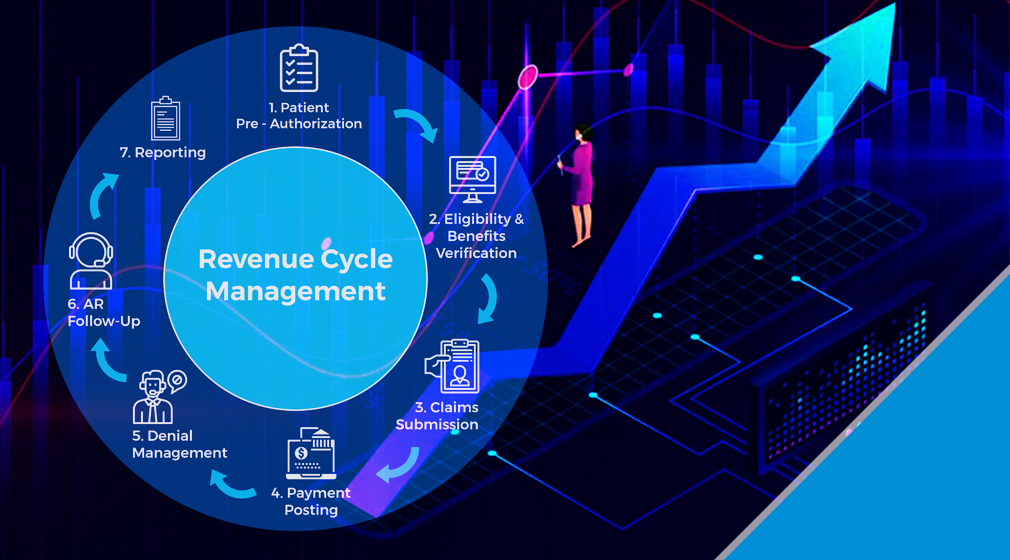 1. Patient
Pre - Authorization
2. Eligibility &
Benefits
Verification
3. Claims
Submission
4. Payment
Posting
5. Denial
Management
6. AR
Follow-Up
7. Reporting
Revenue Cycle
Management